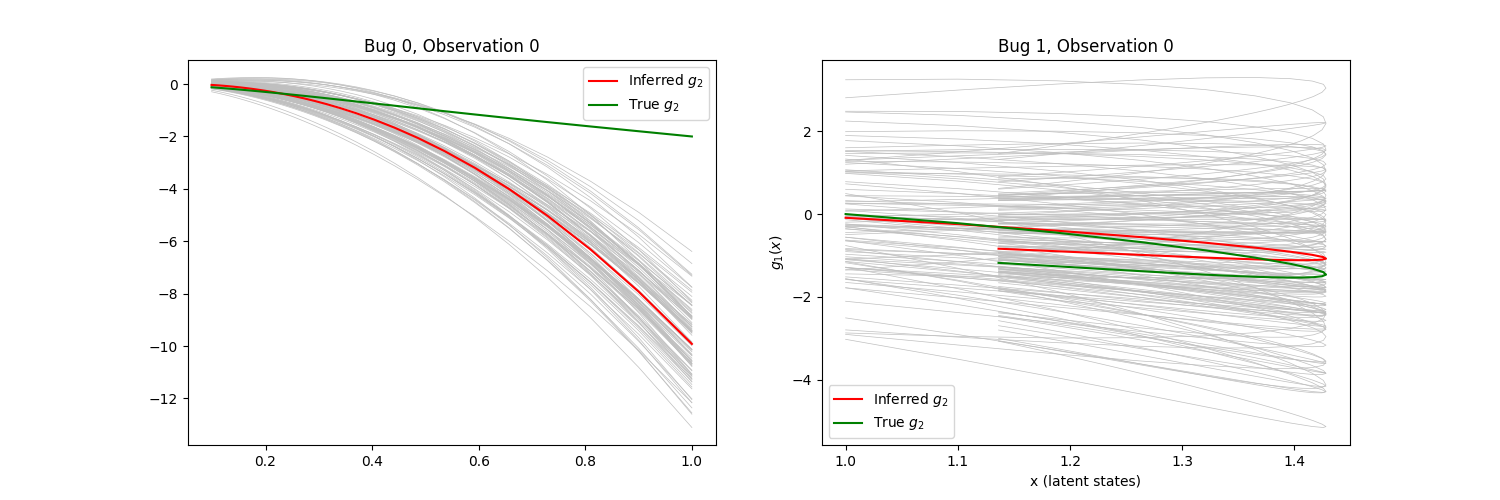 Bug 0, Observation 0
Inferred g₂
True g₂
0
−2
−4
−6
−8
−10
−12
0.2 0.4 0.6 0.8 1.0
Bug 1, Observation 0
g₁(x)
2
0
−2
−4
Inferred g₂
True g₂
1.0 1.1 1.2 1.3 1.4
x (latent states)